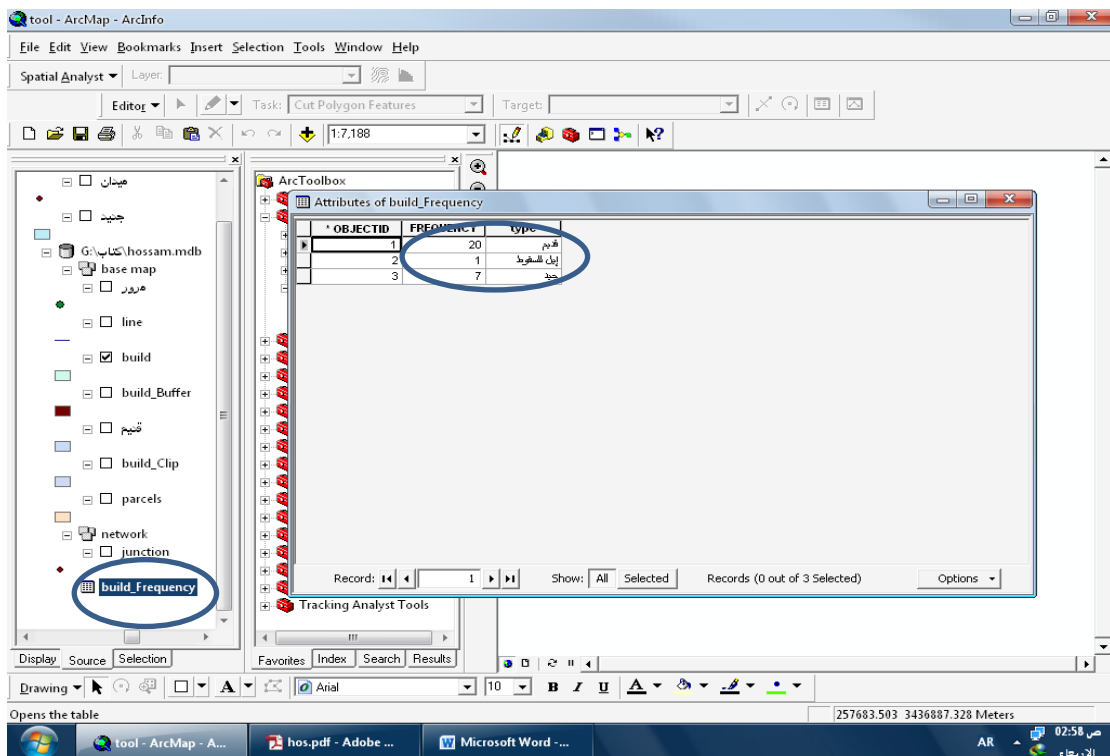 tool - ArcMap - ArcInfo
File Edit View Bookmarks Insert Selection Tools Window Help
Spatial Analyst Layer:
Editor Task: Cut Polygon Features Target:
1:7,188
ميدان
جنيد
G:\كتاب\hossam.mdb
base map
مرور
line
build
build_Buffer
قثيم
build_Clip
parcels
network
junction
build_Frequency
Display Source Selection
ArcToolbox
Tracking Analyst Tools
Favorites Index Search Results
Attributes of build_Frequency
* OBJECTID FREQUENCY type
1 20 قديم
2 1 إيل للسقوط
3 7 جيد
Record: 1 Show: All Selected Records (0 out of 3 Selected) Options
Drawing A Arial 10 B I U A
Opens the table 257683.503 3436887.328 Meters
tool - ArcMap - A... hos.pdf - Adobe ... Microsoft Word -... AR 02:58 ص
الاربعاء